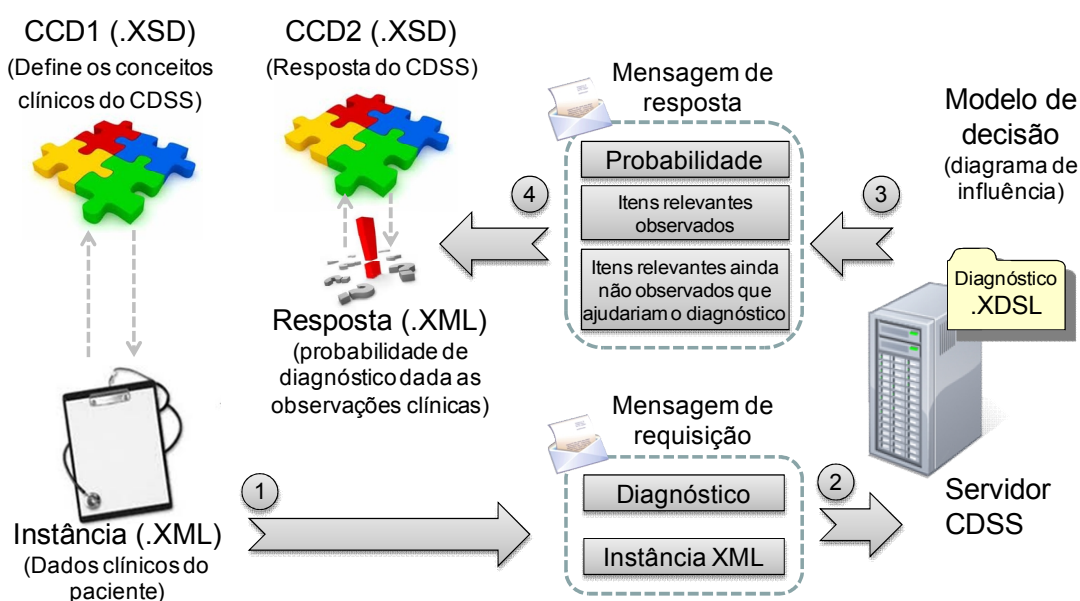 CCD1 (.XSD)
(Define os conceitos
clínicos do CDSS)
CCD2 (.XSD)
(Resposta do CDSS)
Mensagem de
resposta
Probabilidade
Itens relevantes
observados
Itens relevantes ainda
não observados que
ajudariam o diagnóstico
4
3
Modelo de
decisão
(diagrama de
influência)
Diagnóstico
.XDSL
Resposta (.XML)
(probabilidade de
diagnóstico dada as
observações clínicas)
Instância (.XML)
(Dados clínicos do
paciente)
1
Mensagem de
requisição
Diagnóstico
Instância XML
2
Servidor
CDSS